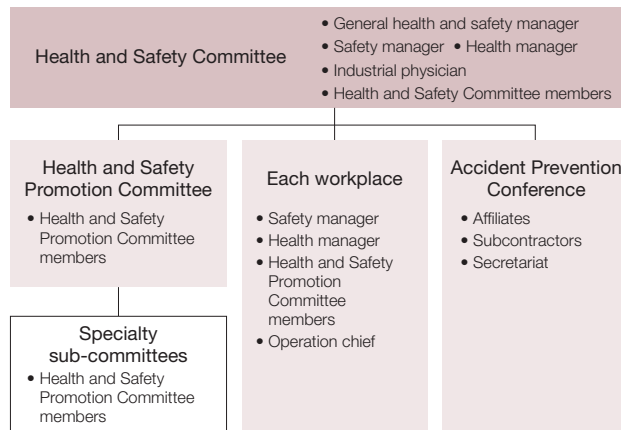 Health and Safety Committee
• General health and safety manager
• Safety manager • Health manager
• Industrial physician
• Health and Safety Committee members
Health and Safety
Promotion Committee
• Health and Safety
Promotion Committee
members
Specialty
sub-committees
• Health and Safety
Promotion Committee
members
Each workplace
• Safety manager
• Health manager
• Health and Safety
Promotion
Committee
members
• Operation chief
Accident Prevention
Conference
• Affiliates
• Subcontractors
• Secretariat